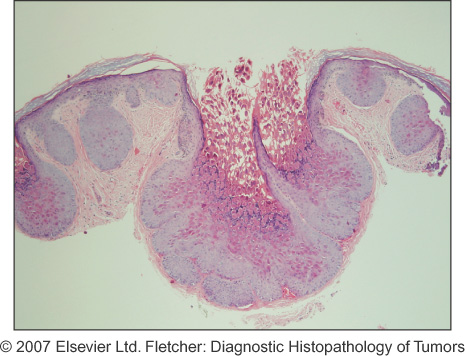 © 2007 Elsevier Ltd. Fletcher: Diagnostic Histopathology of Tumors